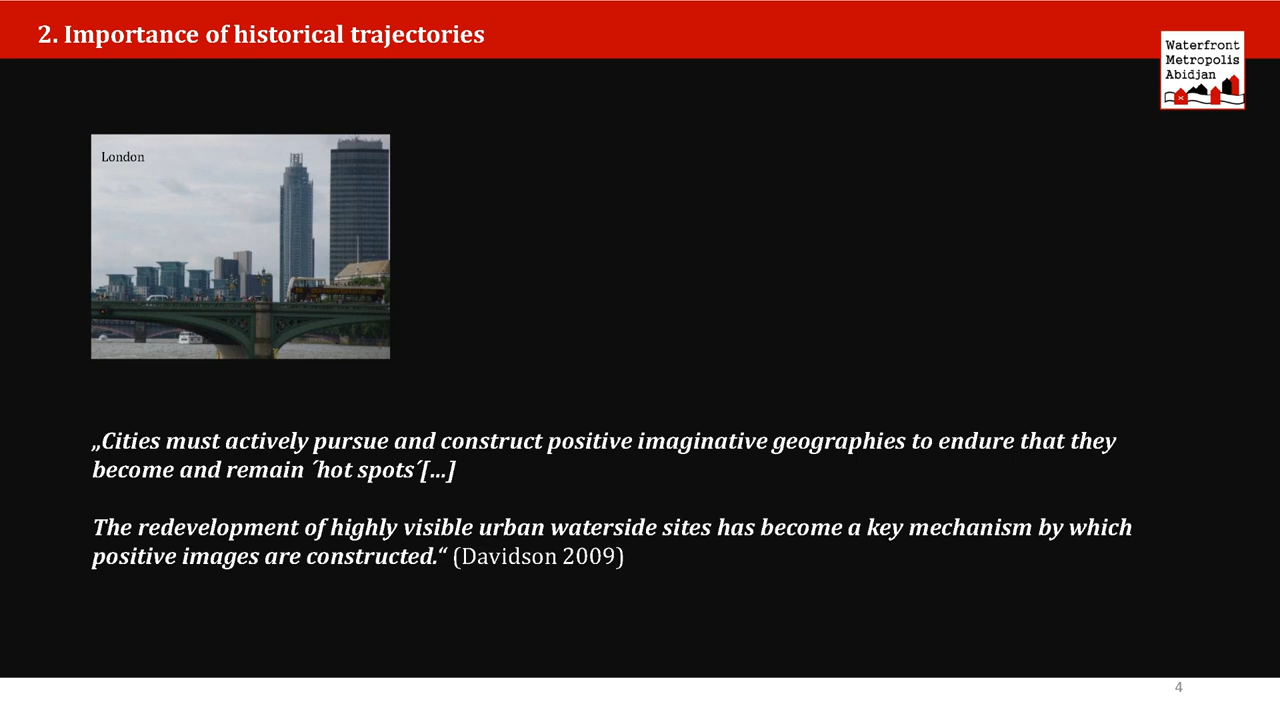 2. Importance of historical trajectories
Waterfront
Metropolis
Abidjan
London
„Cities must actively pursue and construct positive imaginative geographies to endure that they
become and remain ´hot spots´[…]
The redevelopment of highly visible urban waterside sites has become a key mechanism by which
positive images are constructed.“ (Davidson 2009)
4